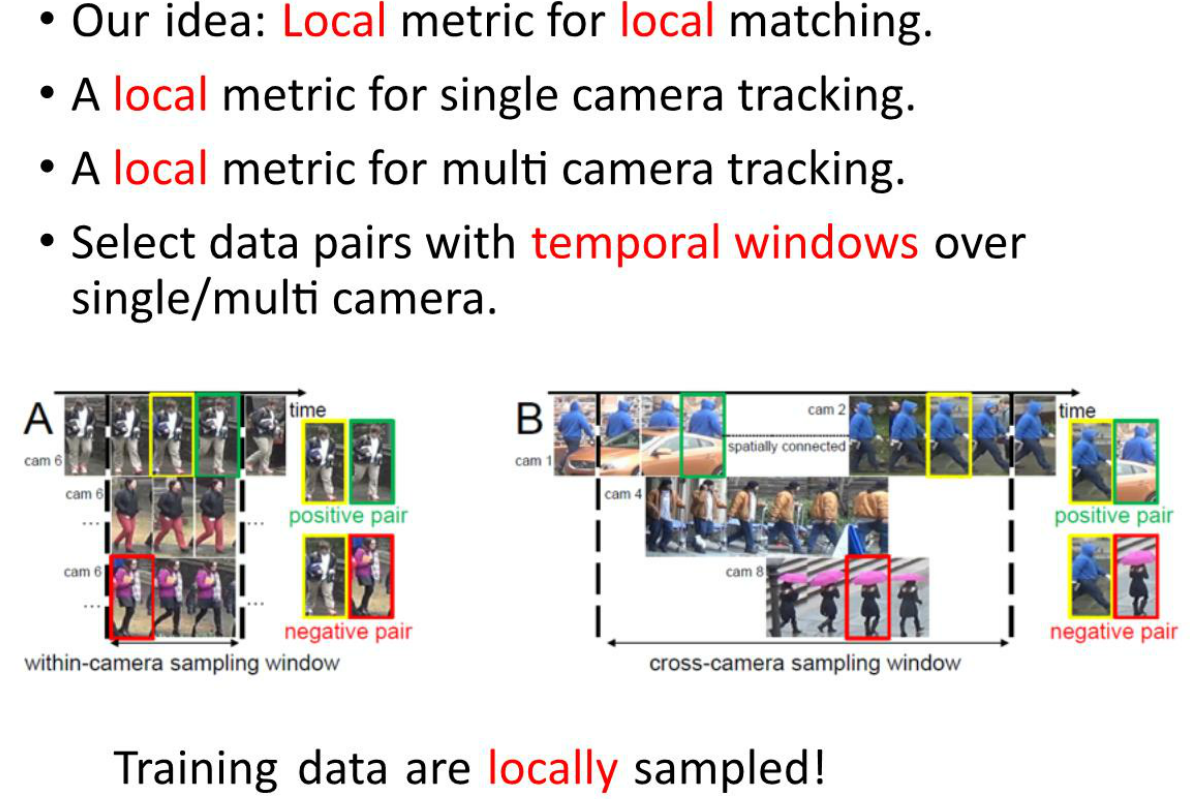 • Our idea: Local metric for local matching.
• A local metric for single camera tracking.
• A local metric for multi camera tracking.
• Select data pairs with temporal windows over
single/multi camera.
A
time
cam 6
positive pair
cam 6
...
...
cam 6
...
...
negative pair
within-camera sampling window
B
cam 1
cam 2
time
spatially connected
cam 4
positive pair
cam 8
negative pair
cross-camera sampling window
Training data are locally sampled!